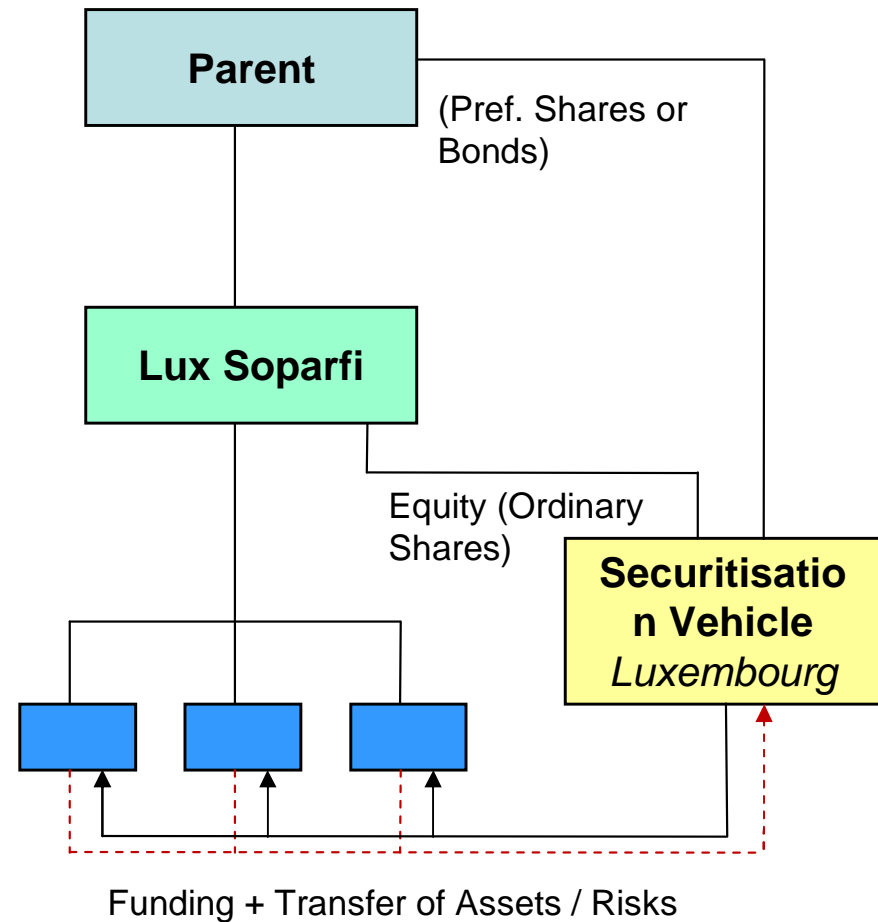 Parent
(Pref. Shares or
Bonds)
Lux Soparfi
Equity (Ordinary
Shares)
Securitisatio
n Vehicle
Luxembourg
Funding + Transfer of Assets / Risks